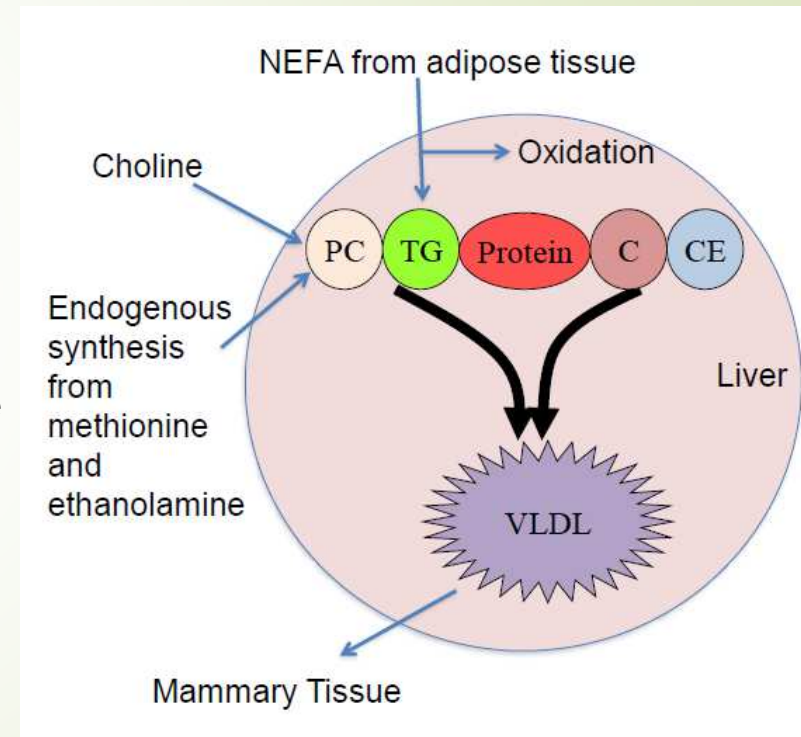 NEFA from adipose tissue
Choline
Oxidation
PC
TG
Protein
C
CE
Endogenous
synthesis
from
methionine
and
ethanolamine
Liver
VLDL
Mammary Tissue